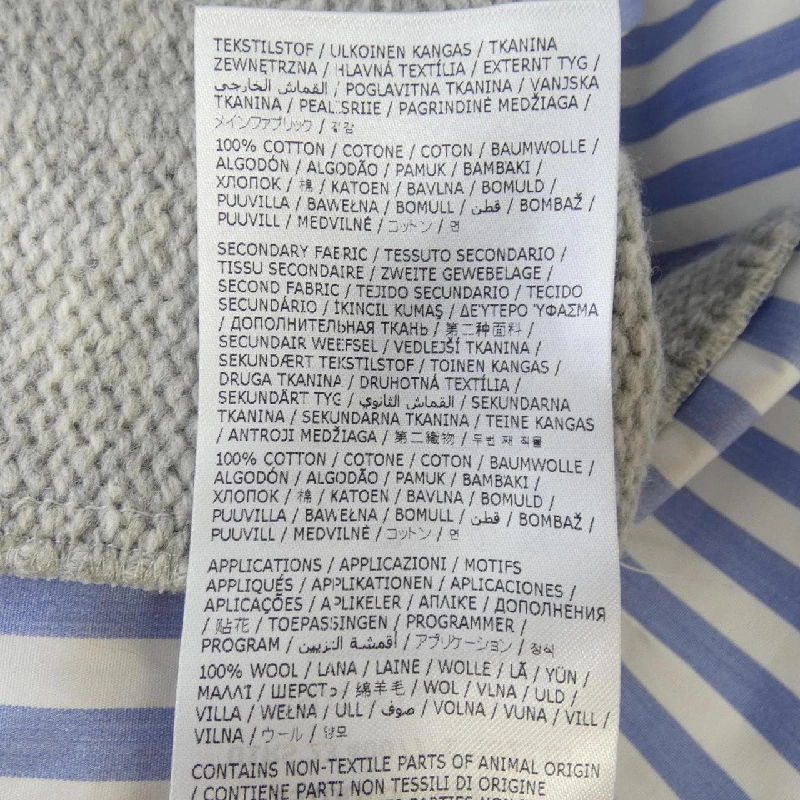 TEKSTILSTOF / ULKOINEN KANGAS / TKANINA
ZEWNĘTRZNA / HLAVNÁ TEXTÍLIA / EXTERNT TYG /
القماش الخارجي / POGLAVITNA TKANINA / VANJSKA
TKANINA / PEALSRIIE / PAGRINDINĖ MEDŽIAGA /
メインファブリック / 겉감
100% COTTON / COTONE / COTON / BAUMWOLLE /
ALGODÓN / ALGODÃO / PAMUK / BAMBAKI /
ХЛОПОК / 棉 / KATOEN / BAVLNA / BOMULD /
PUUVILLA / BAWEŁNA / BOMULL / قطن / BOMBAŽ /
PUUVILL / MEDVILNĖ / コットン / 면
SECONDARY FABRIC / TESSUTO SECONDARIO /
TISSU SECONDAIRE / ZWEITE GEWEBELAGE /
SECOND FABRIC / TEJIDO SECUNDARIO / TECIDO
SECUNDÁRIO / İKINCIL KUMAŞ / ΔΕΎΤΕΡΟ ΎΦΑΣΜΑ
/ ДОПОЛНИТЕЛЬНАЯ ТКАНЬ / 第二种面料 /
SECUNDAIR WEEFSEL / VEDLEJŠÍ TKANINA /
SEKUNDÆRT TEKSTILSTOF / TOINEN KANGAS /
DRUGA TKANINA / DRUHOTNÁ TEXTÍLIA /
SEKUNDÄRT TYG / القماش الثانوي / SEKUNDARNA
TKANINA / SEKUNDARNA TKANINA / TEINE KANGAS
/ ANTROJI MEDŽIAGA / 第二織物 / 두번 째 직물
100% COTTON / COTONE / COTON / BAUMWOLLE /
ALGODÓN / ALGODÃO / PAMUK / BAMBAKI /
ХЛОПОК / 棉 / KATOEN / BAVLNA / BOMULD /
PUUVILLA / BAWEŁNA / BOMULL / قطن / BOMBAŽ /
PUUVILL / MEDVILNĖ / コットン / 면
APPLICATIONS / APPLICAZIONI / MOTIFS
APPLIQUÉS / APPLIKATIONEN / APLICACIONES /
APLICAÇÕES / APLIKELER / ΑΠΛΙΚΕ / ДОПОЛНЕНИЯ
/ 贴花 / TOEPASSINGEN / PROGRAMMER /
PROGRAM / أقمشة التزيين / アプリケーション / 장식
100% WOOL / LANA / LAINE / WOLLE / LÃ / YÜN /
ΜΑΛΛΊ / ШЕРСТЬ / 绵羊毛 / WOL / VLNA / ULD /
VILLA / WEŁNA / ULL / صوف / VOLNA / VUNA / VILL /
VILNA / ウール / 양모
CONTAINS NON-TEXTILE PARTS OF ANIMAL ORIGIN
/ CONTIENE PARTI NON TESSILI DI ORIGINE